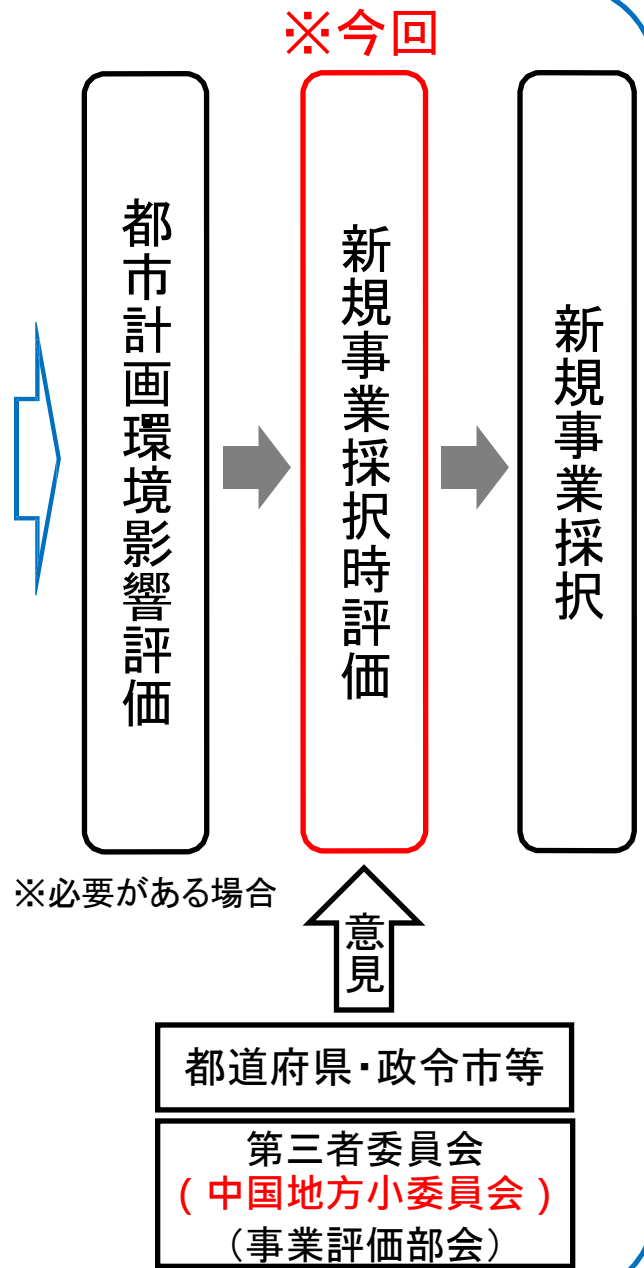 ※今回
都市計画環境影響評価
新規事業採択時評価
新規事業採択
※必要がある場合
意見
都道府県・政令市等
第三者委員会
(中国地方小委員会)
(事業評価部会)